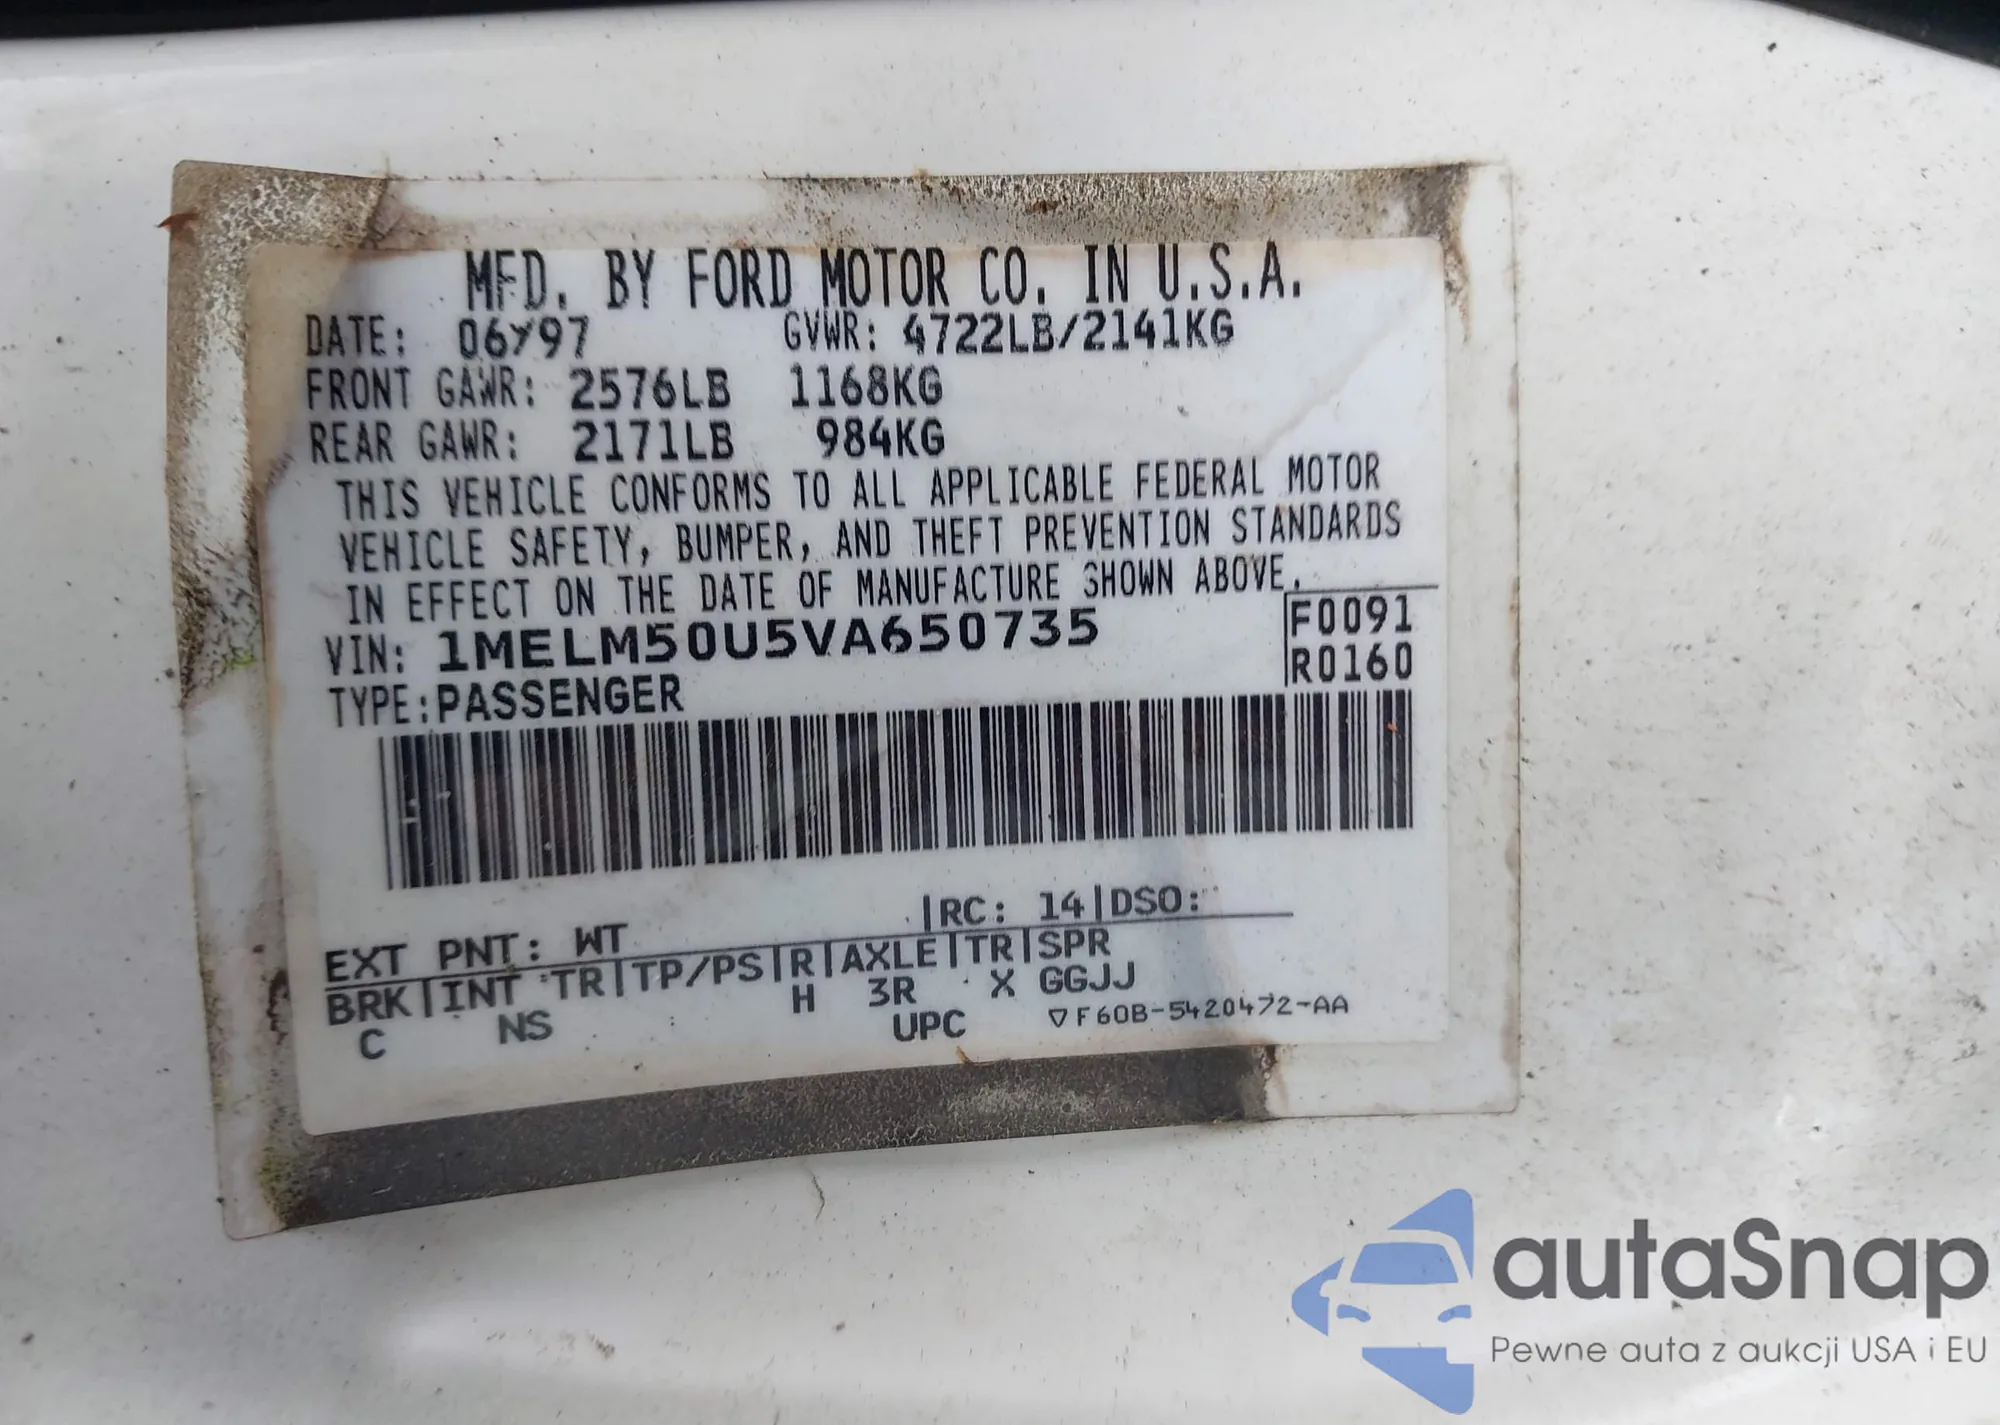 MFD. BY FORD MOTOR CO. IN U.S.A.
DATE: 06/97 GVWR: 4722LB/2141KG
FRONT GAWR: 2576LB 1168KG
REAR GAWR: 2171LB 984KG
THIS VEHICLE CONFORMS TO ALL APPLICABLE FEDERAL MOTOR
VEHICLE SAFETY, BUMPER, AND THEFT PREVENTION STANDARDS
IN EFFECT ON THE DATE OF MANUFACTURE SHOWN ABOVE.
VIN: 1MELM50U5VA650735
F0091
R0160
TYPE:PASSENGER
EXT PNT: WT |RC: 14|DSO:
BRK|INT TR|TP/PS|R|AXLE|TR|SPR
C NS H 3R X GGJJ
UPC ▽F60B-5420472-AA
autaSnap
Pewne auta z aukcji USA i EU